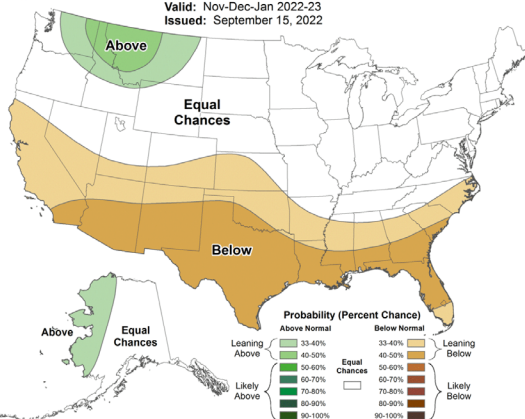 Valid: Nov-Dec-Jan 2022-23
Issued: September 15, 2022
Above
Equal
Chances
Below
Above
Equal
Chances
Probability (Percent Chance)
Above Normal
Below Normal
Leaning
Above
33-40%
40-50%
Likely
Above
50-60%
60-70%
70-80%
80-90%
90-100%
Equal
Chances
33-40%
40-50%
Leaning
Below
50-60%
60-70%
70-80%
80-90%
90-100%
Likely
Below